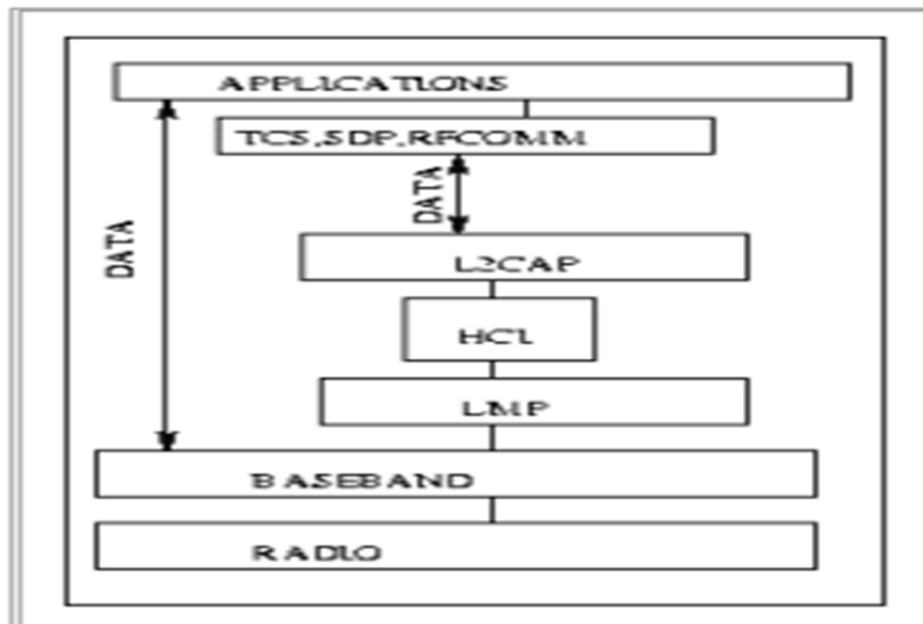 APPLICATIONS
TCS,SDP,RFCOMM
DATA
DATA
L2CAP
HCI
LMP
BASEBAND
RADIO